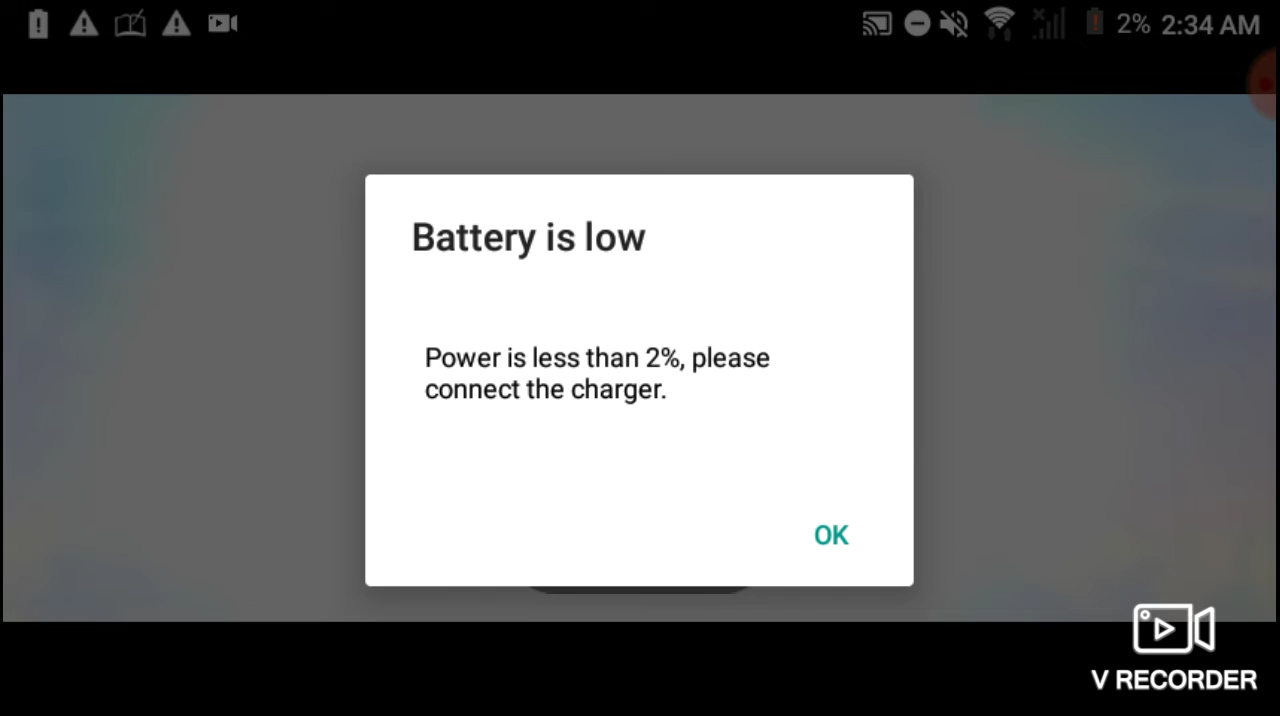 2% 2:34 AM
Battery is low
Power is less than 2%, please
connect the charger.
OK
V RECORDER